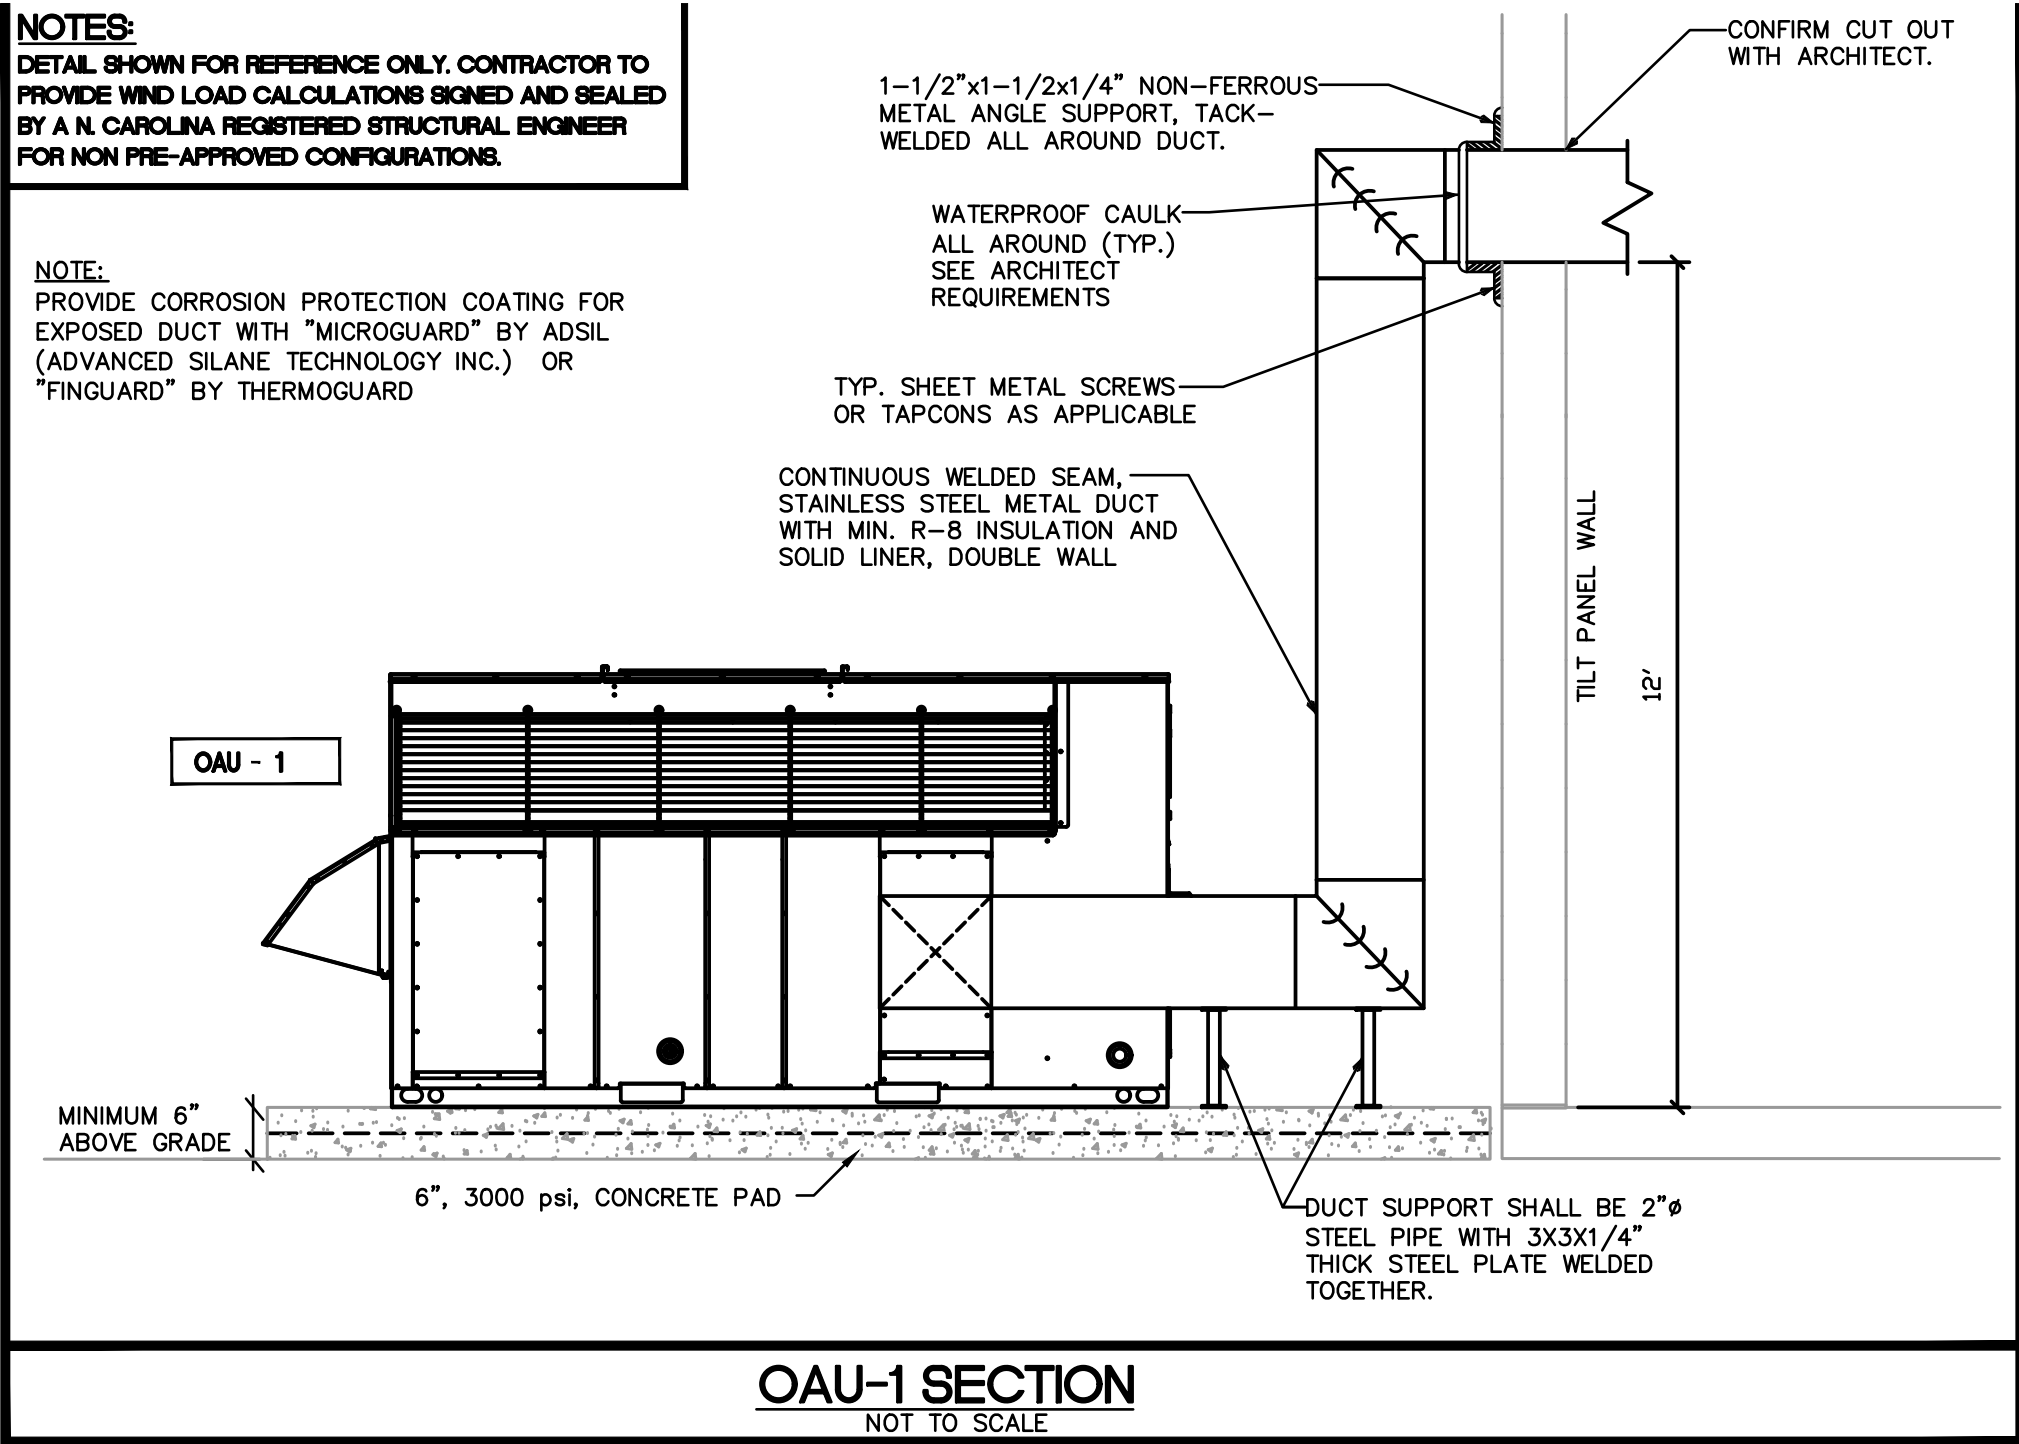 NOTES:
DETAIL SHOWN FOR REFERENCE ONLY. CONTRACTOR TO
PROVIDE WIND LOAD CALCULATIONS SIGNED AND SEALED
BY A N. CAROLINA REGISTERED STRUCTURAL ENGINEER
FOR NON PRE-APPROVED CONFIGURATIONS.
NOTE:
PROVIDE CORROSION PROTECTION COATING FOR
EXPOSED DUCT WITH "MICROGUARD" BY ADSIL
(ADVANCED SILANE TECHNOLOGY INC.) OR
"FINGUARD" BY THERMOGUARD
CONFIRM CUT OUT
WITH ARCHITECT.
1-1/2"x1-1/2x1/4" NON-FERROUS
METAL ANGLE SUPPORT, TACK-
WELDED ALL AROUND DUCT.
WATERPROOF CAULK
ALL AROUND (TYP.)
SEE ARCHITECT
REQUIREMENTS
TYP. SHEET METAL SCREWS
OR TAPCONS AS APPLICABLE
CONTINUOUS WELDED SEAM,
STAINLESS STEEL METAL DUCT
WITH MIN. R-8 INSULATION AND
SOLID LINER, DOUBLE WALL
TILT PANEL WALL
12'
OAU - 1
MINIMUM 6"
ABOVE GRADE
6", 3000 psi, CONCRETE PAD
DUCT SUPPORT SHALL BE 2"ø
STEEL PIPE WITH 3X3X1/4"
THICK STEEL PLATE WELDED
TOGETHER.
OAU-1 SECTION
NOT TO SCALE